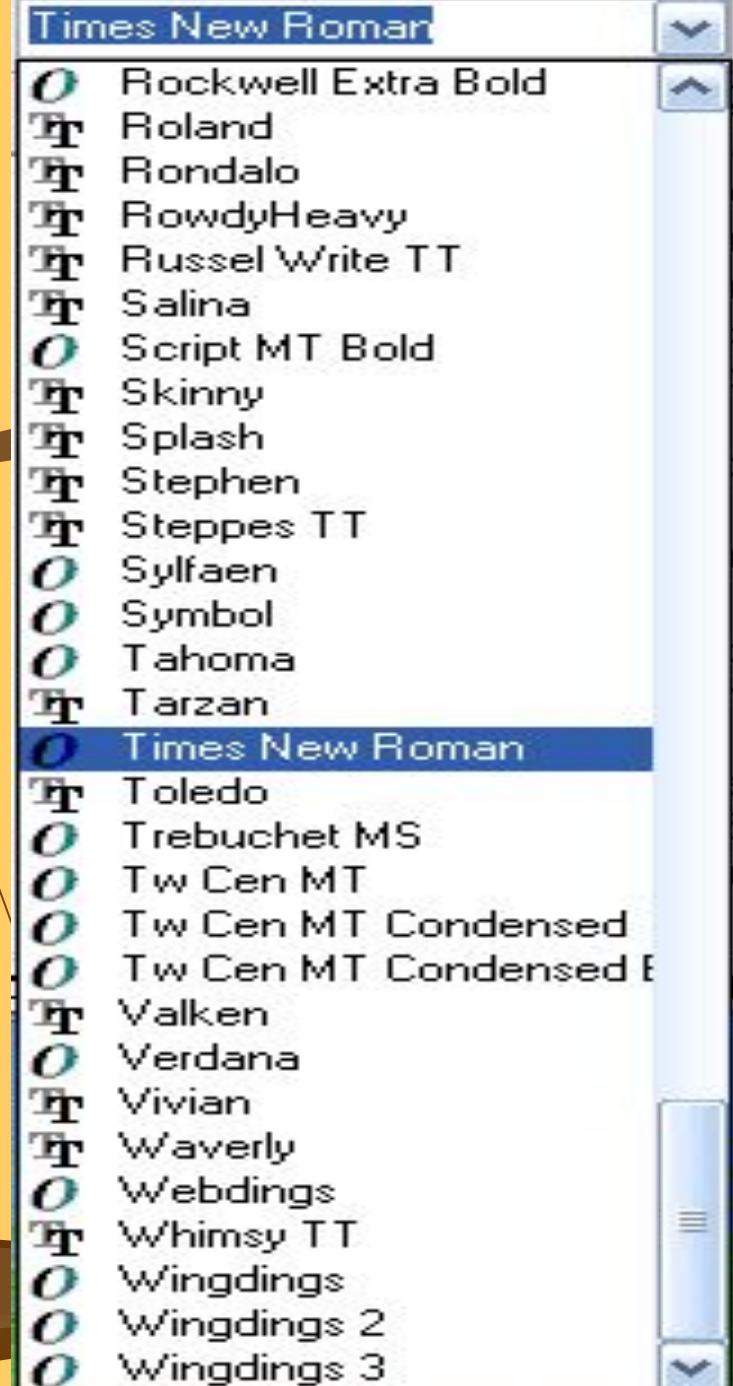 Times New Roman
Rockwell Extra Bold
Roland
Rondalo
RowdyHeavy
Russel Write TT
Salina
Script MT Bold
Skinny
Splash
Stephen
Steppes TT
Sylfaen
Symbol
Tahoma
Tarzan
Times New Roman
Toledo
Trebuchet MS
Tw Cen MT
Tw Cen MT Condensed
Tw Cen MT Condensed E
Valken
Verdana
Vivian
Waverly
Webdings
Whimsy TT
Wingdings
Wingdings 2
Wingdings 3